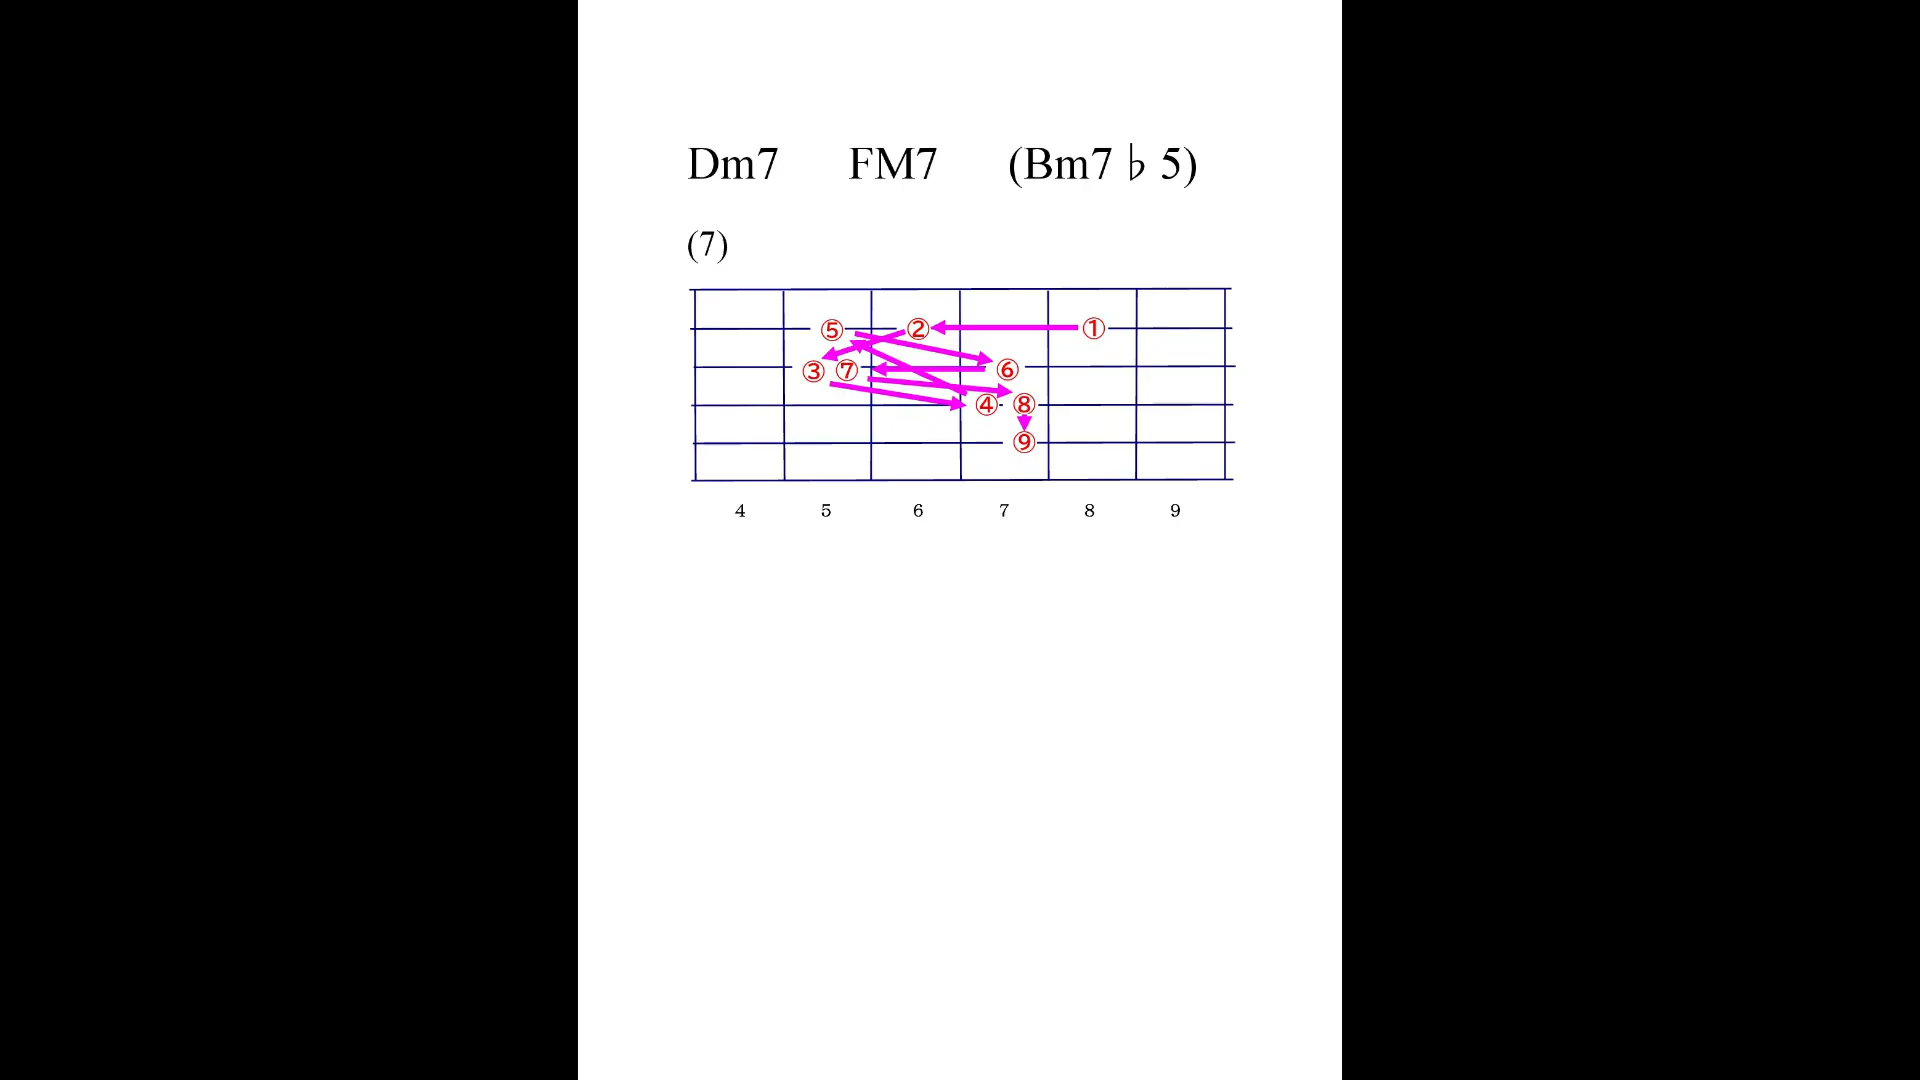 Dm7 FM7 (Bm7♭5)
(7)
⑤ ② ①
③ ⑦ ⑥
④ ⑧
⑨
4 5 6 7 8 9